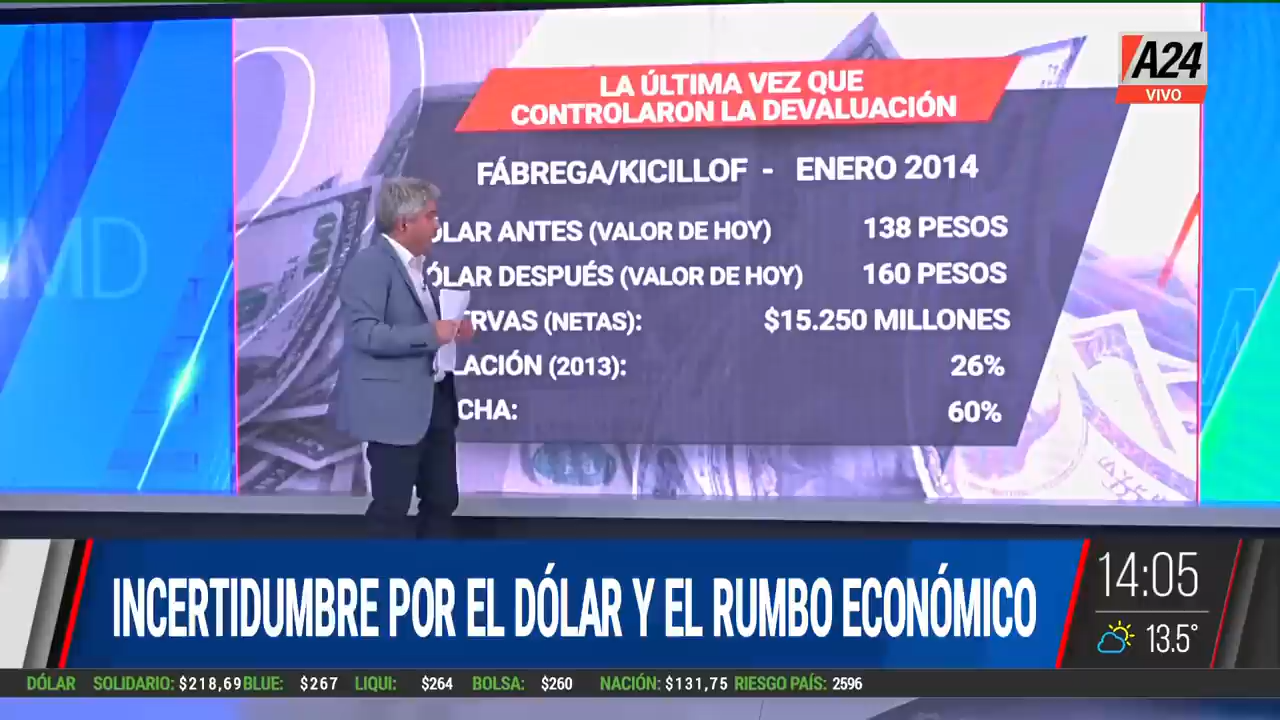 A24
VIVO
LA ÚLTIMA VEZ QUE
CONTROLARON LA DEVALUACIÓN
FÁBREGA/KICILLOF - ENERO 2014
ÓLAR ANTES (VALOR DE HOY) 138 PESOS
ÓLAR DESPUÉS (VALOR DE HOY) 160 PESOS
ERVAS (NETAS): $15.250 MILLONES
LACIÓN (2013): 26%
CHA: 60%
MD
INCERTIDUMBRE POR EL DÓLAR Y EL RUMBO ECONÓMICO
14:05
13.5°
DÓLAR SOLIDARIO: $218,69 BLUE: $267 LIQUI: $264 BOLSA: $260 NACIÓN: $131,75 RIESGO PAÍS: 2596